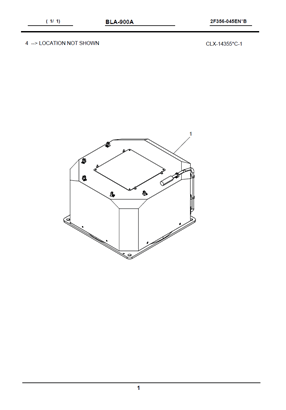 ( 1/ 1) BLA-900A 2F356-045EN*B
4 --> LOCATION NOT SHOWN CLX-14355*C-1
1
1